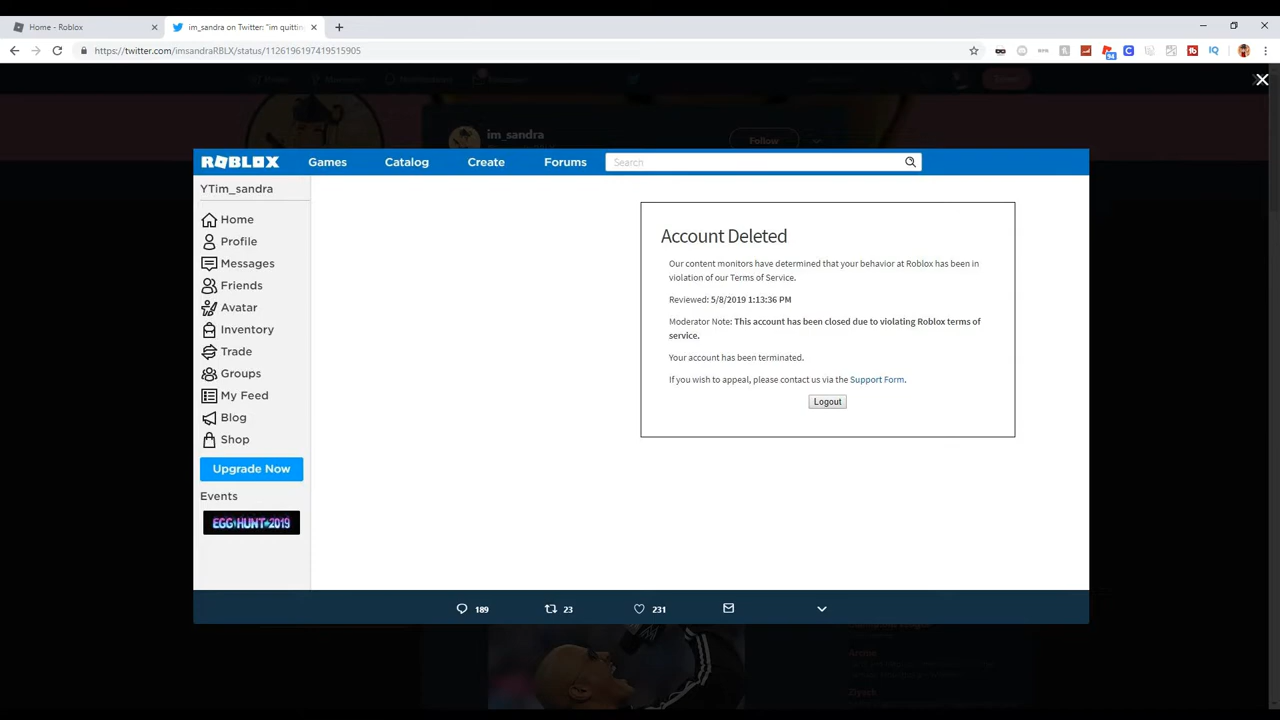 Home - Roblox
im_sandra on Twitter: "im quittin
https://twitter.com/imsandraRBLX/status/1126196197419515905
94
im_sandra
Follow
ROBLOX Games Catalog Create Forums Search
YTim_sandra
Home
Profile
Messages
Friends
Avatar
Inventory
Trade
Groups
My Feed
Blog
Shop
Upgrade Now
Events
EGG HUNT 2019
Account Deleted
Our content monitors have determined that your behavior at Roblox has been in
violation of our Terms of Service.
Reviewed: 5/8/2019 1:13:36 PM
Moderator Note: This account has been closed due to violating Roblox terms of
service.
Your account has been terminated.
If you wish to appeal, please contact us via the Support Form.
Logout
189 23 231